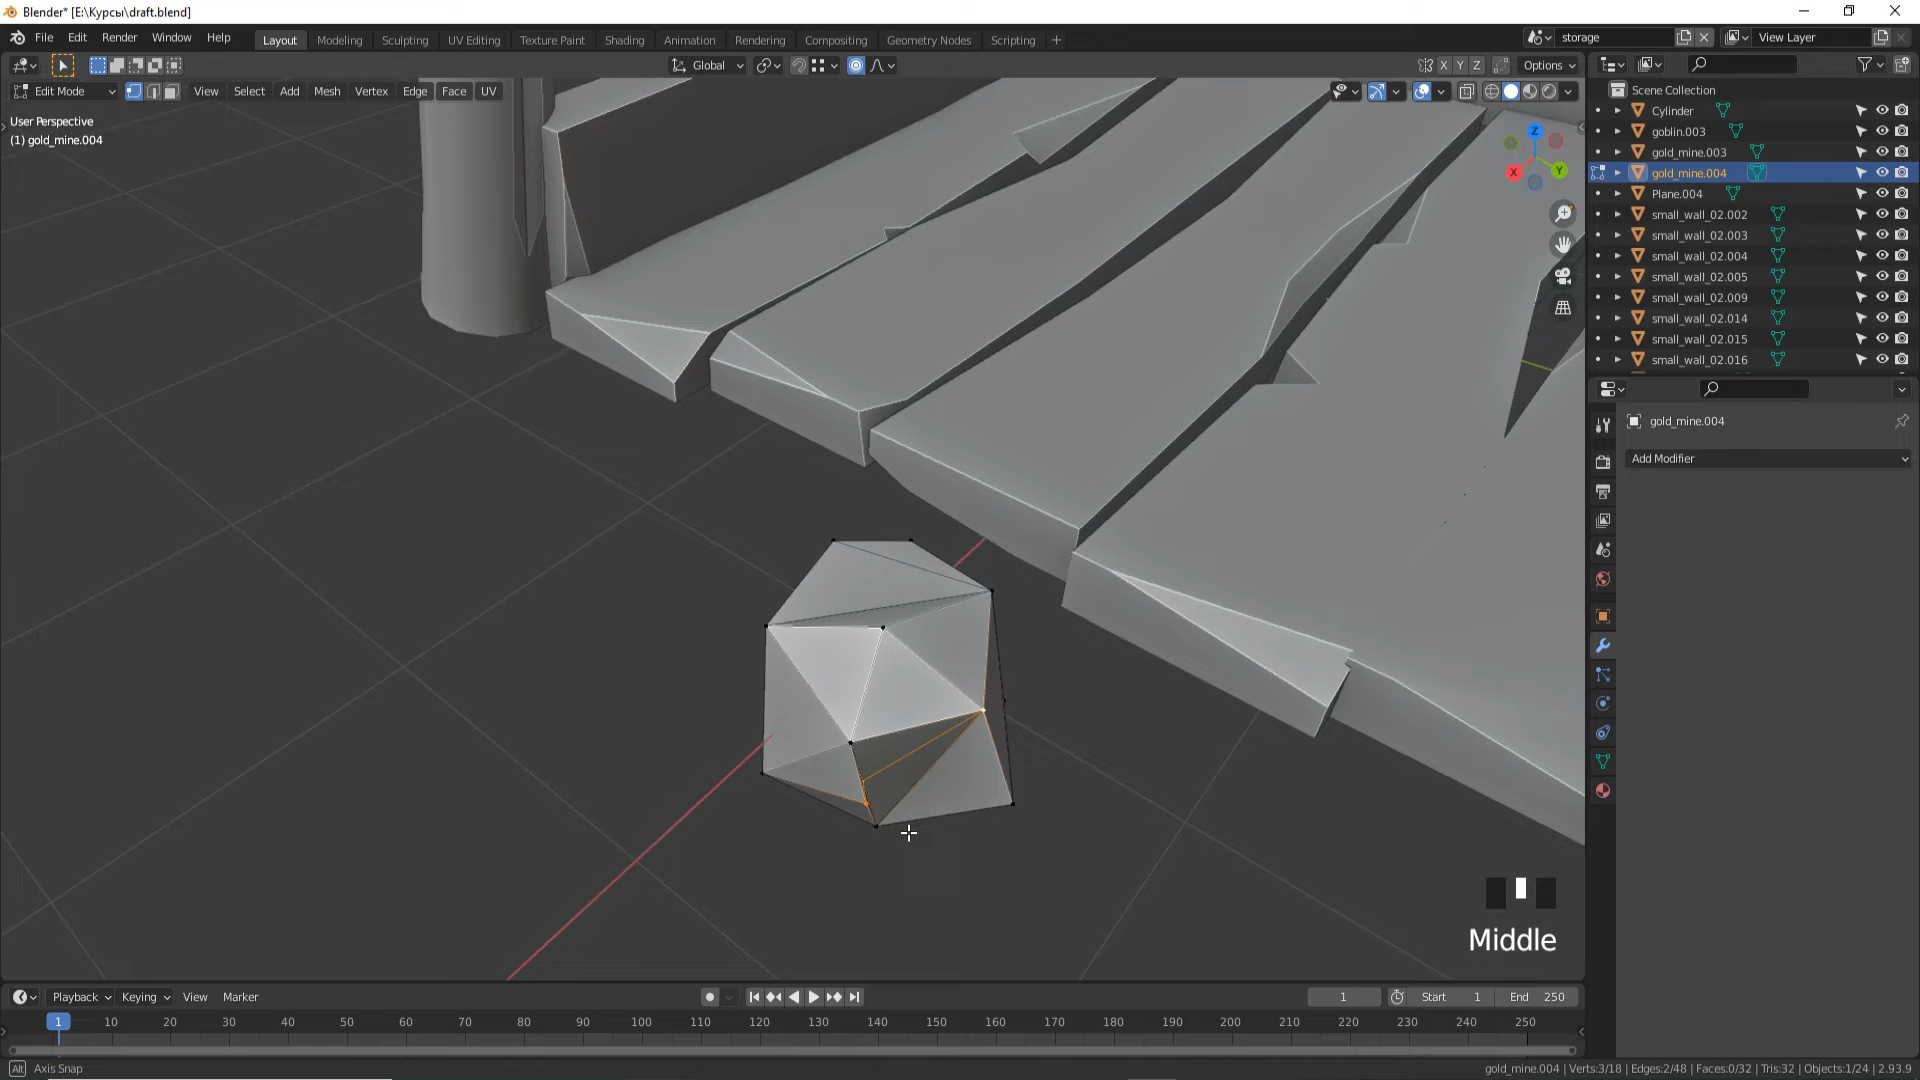 Blender* [E:\Курсы\draft.blend]
File Edit Render Window Help Layout Modeling Sculpting UV Editing Texture Paint Shading Animation Rendering Compositing Geometry Nodes Scripting + storage View Layer
Global X Y Z Options
Edit Mode View Select Add Mesh Vertex Edge Face UV
User Perspective
(1) gold_mine.004
Z
X
Y
Scene Collection
Cylinder
goblin.003
gold_mine.003
gold_mine.004
Plane.004
small_wall_02.002
small_wall_02.003
small_wall_02.004
small_wall_02.005
small_wall_02.009
small_wall_02.014
small_wall_02.015
small_wall_02.016
gold_mine.004
Add Modifier
Middle
Playback Keying View Marker 1 Start 1 End 250
1 10 20 30 40 50 60 70 80 90 100 110 120 130 140 150 160 170 180 190 200 210 220 230 240 250
Alt Axis Snap
gold_mine.004 | Verts:3/18 | Edges:2/48 | Faces:0/32 | Tris:32 | Objects:1/24 | 2.93.9